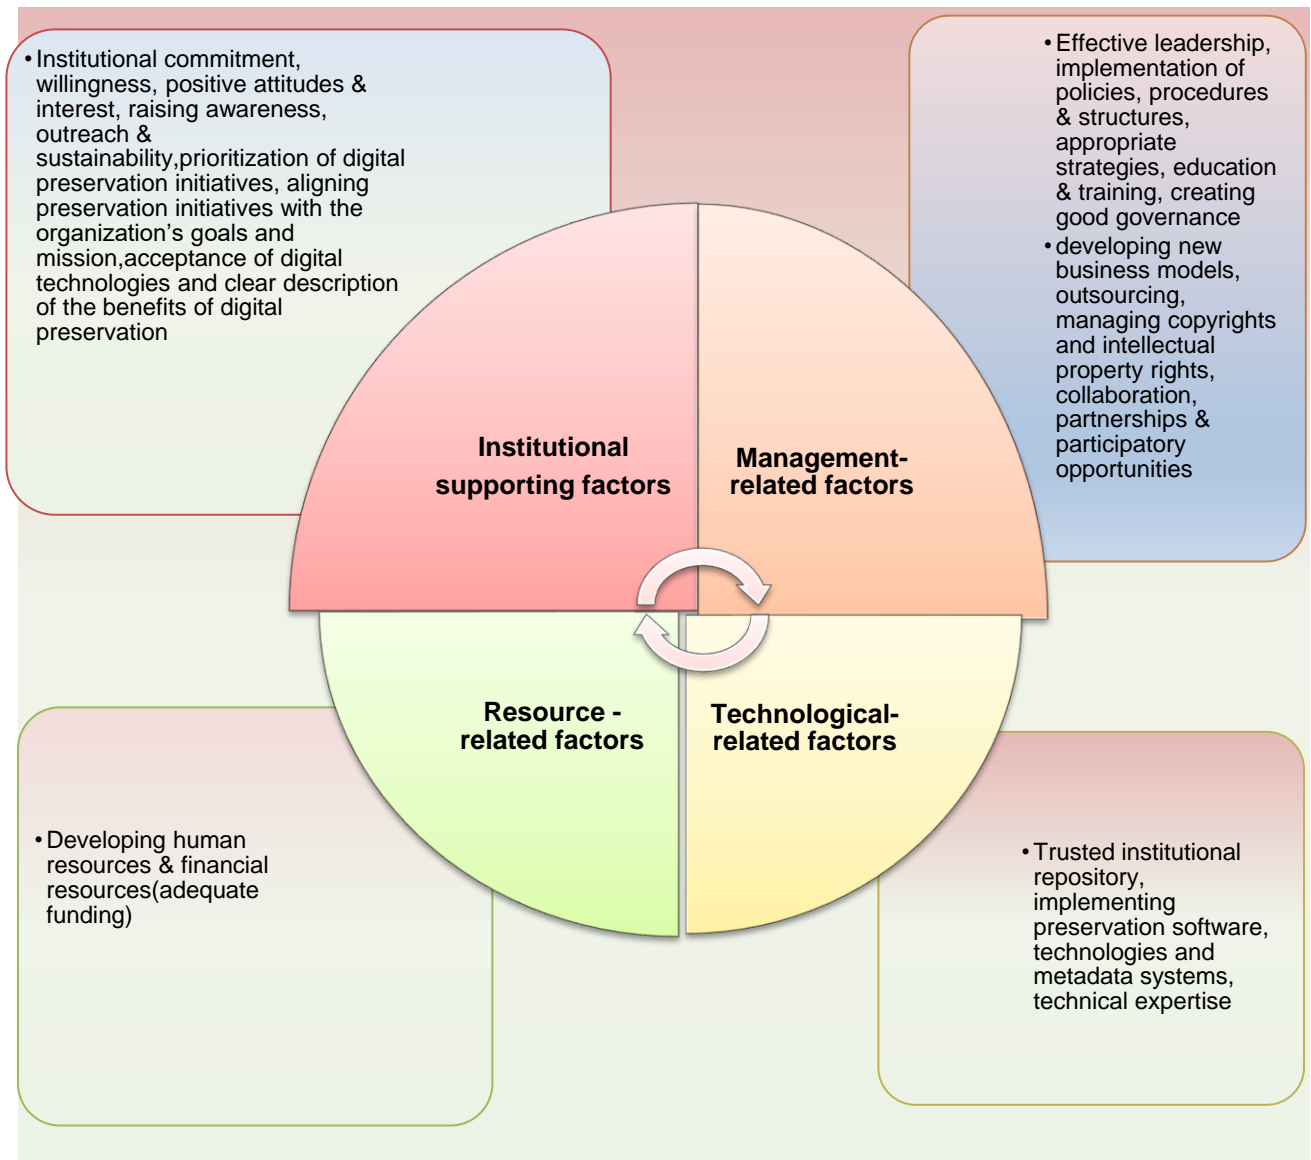 • Institutional commitment,
willingness, positive attitudes &
interest, raising awareness,
outreach &
sustainability,prioritization of digital
preservation initiatives, aligning
preservation initiatives with the
organization’s goals and
mission,acceptance of digital
technologies and clear description
of the benefits of digital
preservation
• Effective leadership,
implementation of
policies, procedures
& structures,
appropriate
strategies, education
& training, creating
good governance
• developing new
business models,
outsourcing,
managing copyrights
and intellectual
property rights,
collaboration,
partnerships &
participatory
opportunities
Institutional
supporting factors
Management-
related factors
Resource -
related factors
Technological-
related factors
• Developing human
resources & financial
resources(adequate
funding)
• Trusted institutional
repository,
implementing
preservation software,
technologies and
metadata systems,
technical expertise